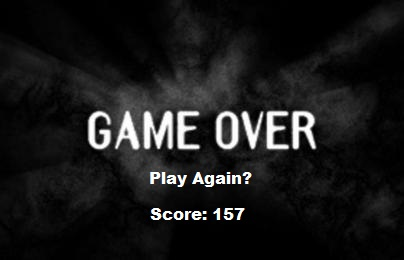 GAME OVER
Play Again?
Score: 157